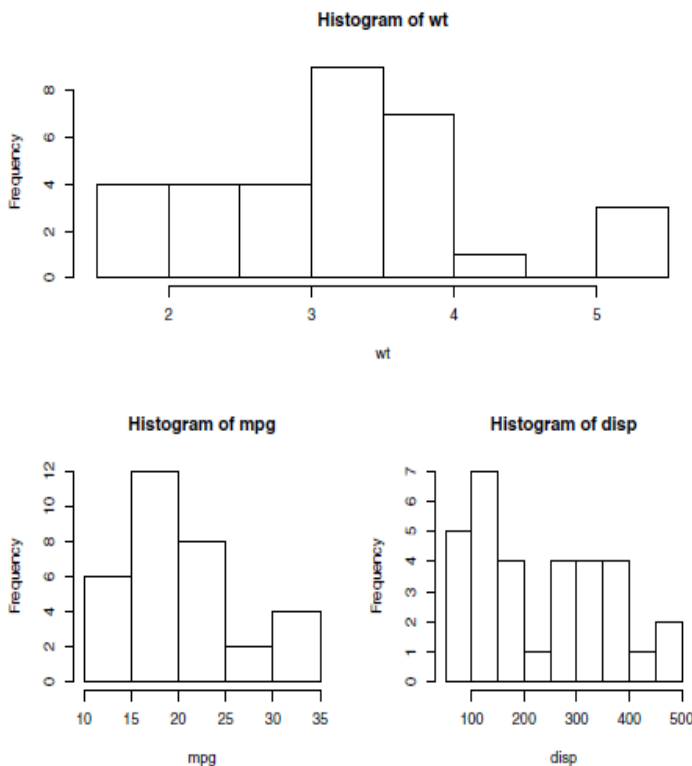 Histogram of wt
Frequency
0 2 4 6 8
2 3 4 5
wt
Histogram of mpg
Frequency
0 2 4 6 8 10 12
10 15 20 25 30 35
mpg
Histogram of disp
Frequency
0 1 2 3 4 5 6 7
100 200 300 400 500
disp